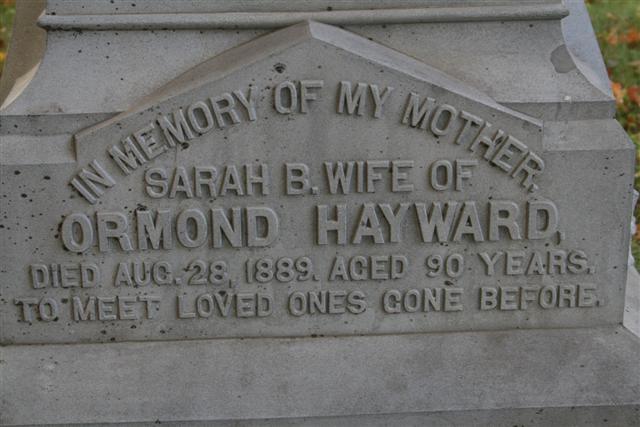 IN MEMORY OF MY MOTHER,
SARAH B. WIFE OF
ORMOND HAYWARD,
DIED AUG. 28, 1889. AGED 90 YEARS.
TO MEET LOVED ONES GONE BEFORE.